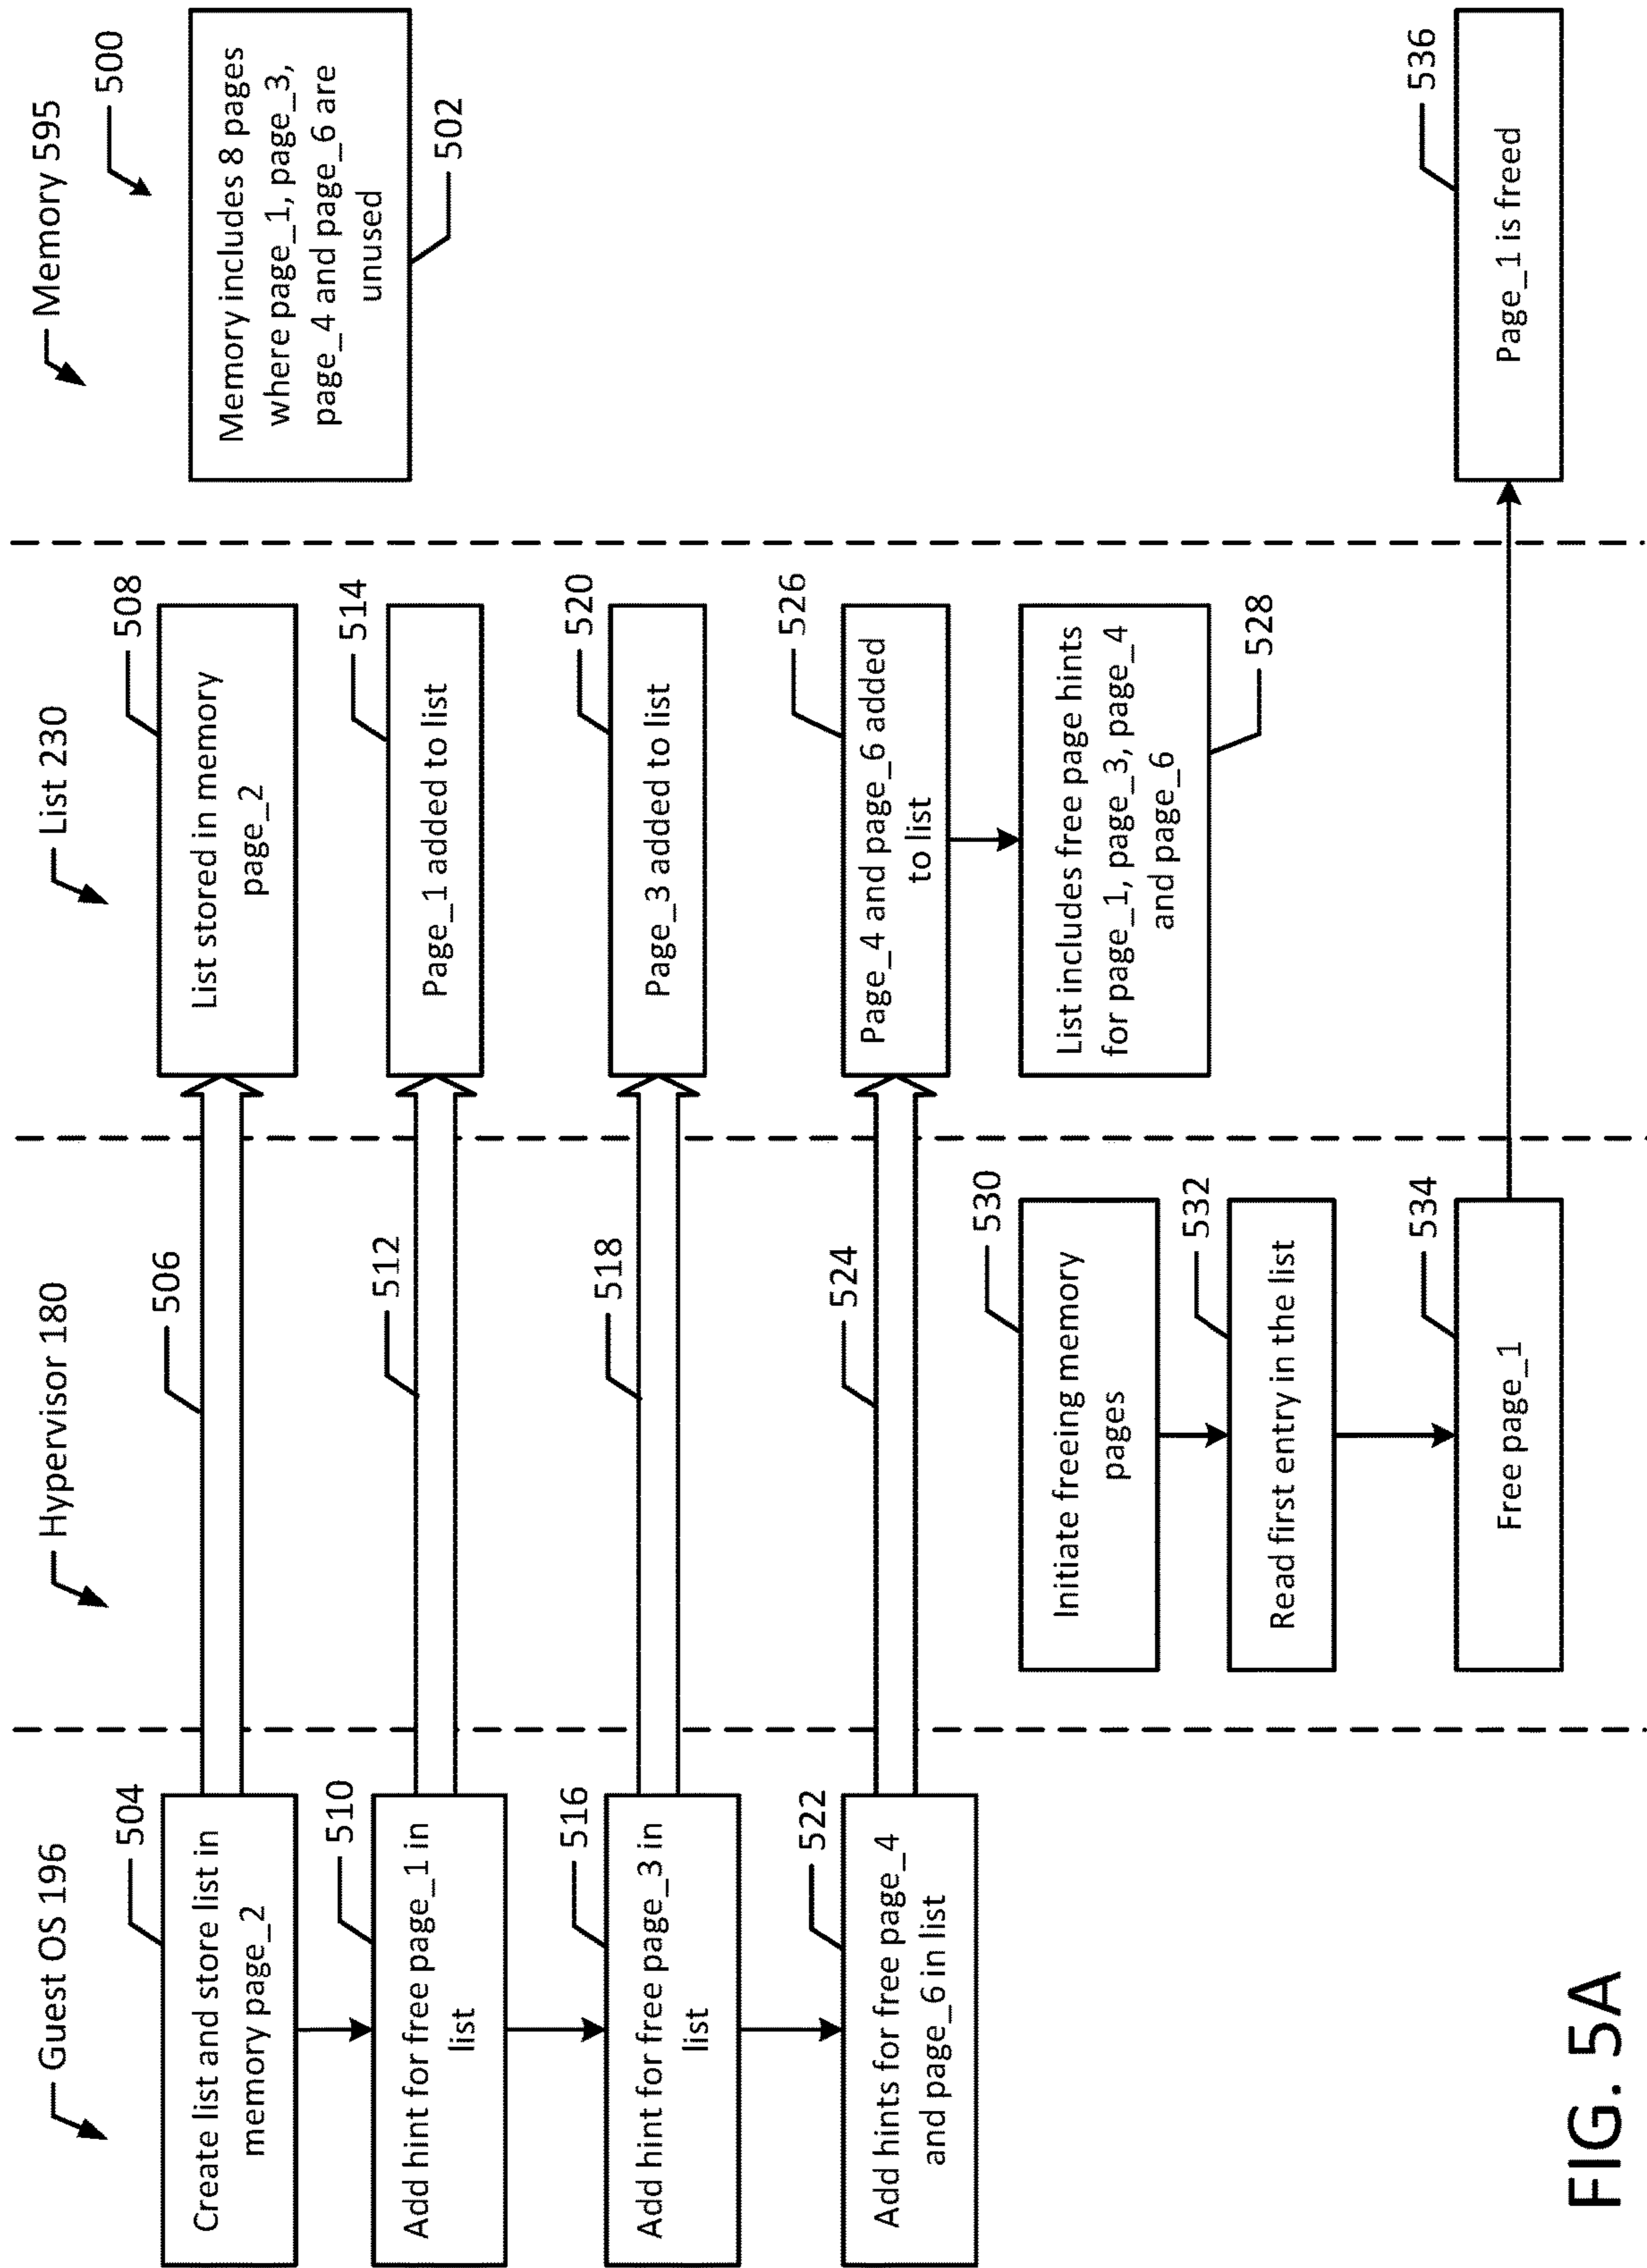 Guest OS 196
Hypervisor 180
List 230
Memory 595
500
504
Create list and store list in
memory page_2
506
508
List stored in memory
page_2
Memory includes 8 pages
where page_1, page_3,
page_4 and page_6 are
unused
502
510
Add hint for free page_1 in
list
512
514
Page_1 added to list
516
Add hint for free page_3 in
list
518
520
Page_3 added to list
522
Add hints for free page_4
and page_6 in list
524
526
Page_4 and page_6 added
to list
List includes free page hints
for page_1, page_3, page_4
and page_6
528
530
Initiate freeing memory
pages
532
Read first entry in the list
534
Free page_1
536
Page_1 is freed
FIG. 5A